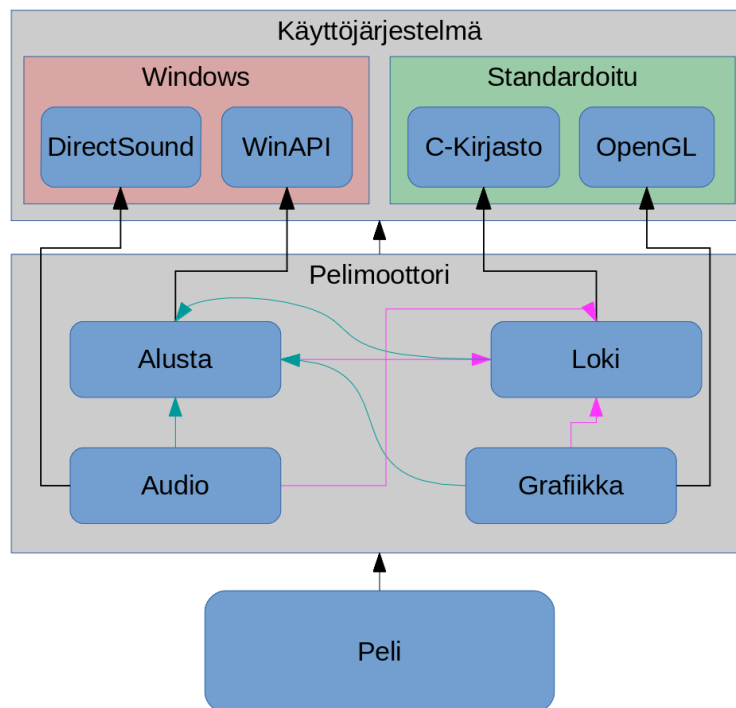 Käyttöjärjestelmä
Windows
Standardoitu
DirectSound
WinAPI
C-Kirjasto
OpenGL
Pelimoottori
Alusta
Loki
Audio
Grafiikka
Peli